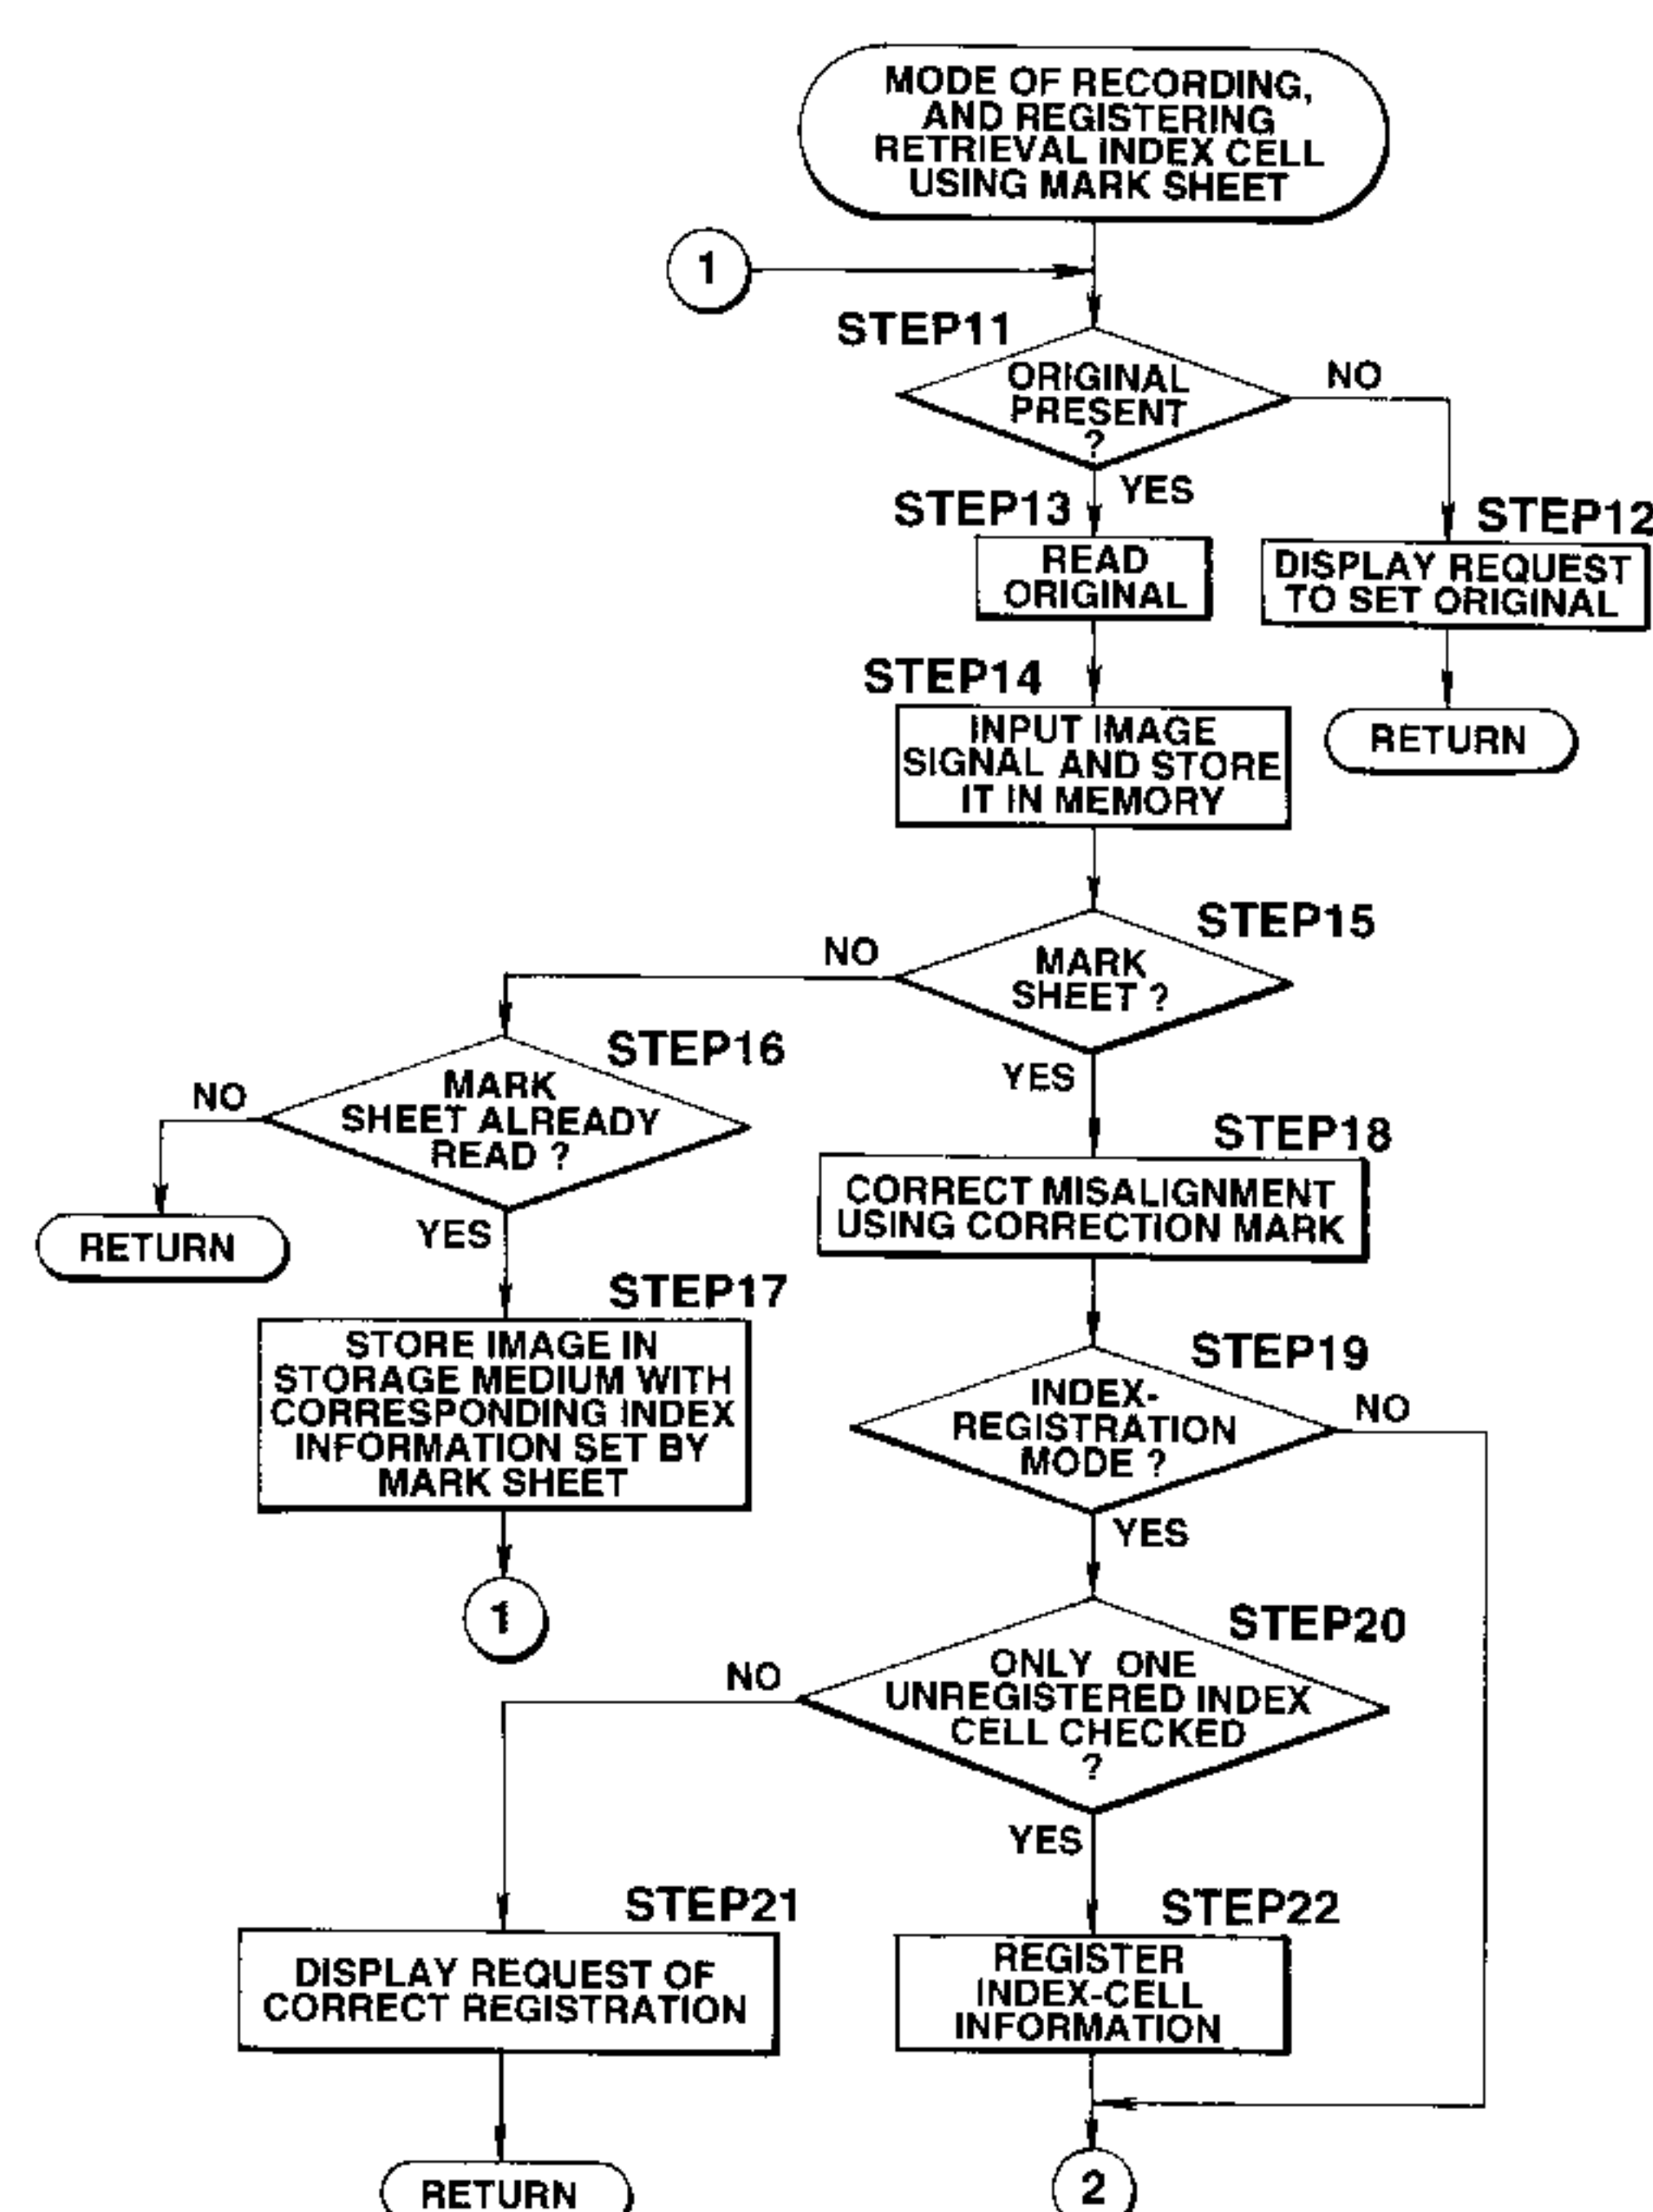 MODE OF RECORDING,
AND REGISTERING
RETRIEVAL INDEX CELL
USING MARK SHEET
1
STEP11
ORIGINAL
PRESENT
?
NO
YES
STEP12
DISPLAY REQUEST
TO SET ORIGINAL
RETURN
STEP13
READ
ORIGINAL
STEP14
INPUT IMAGE
SIGNAL AND STORE
IT IN MEMORY
STEP15
MARK
SHEET ?
NO
YES
STEP16
MARK
SHEET ALREADY
READ ?
NO
RETURN
YES
STEP17
STORE IMAGE IN
STORAGE MEDIUM WITH
CORRESPONDING INDEX
INFORMATION SET BY
MARK SHEET
1
STEP18
CORRECT MISALIGNMENT
USING CORRECTION MARK
STEP19
INDEX-
REGISTRATION
MODE ?
NO
YES
STEP20
ONLY ONE
UNREGISTERED INDEX
CELL CHECKED
?
NO
YES
STEP21
DISPLAY REQUEST OF
CORRECT REGISTRATION
RETURN
STEP22
REGISTER
INDEX-CELL
INFORMATION
2